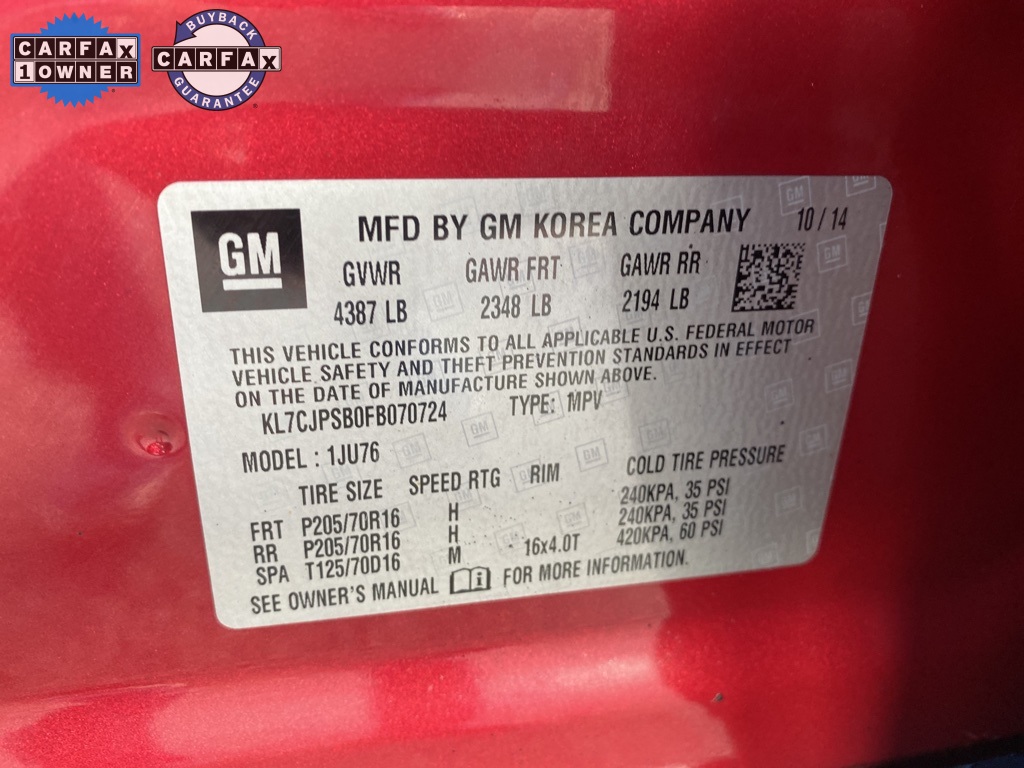 CARFAX
1 OWNER
BUYBACK
CARFAX
GUARANTEE
GM
MFD BY GM KOREA COMPANY 10 / 14
GVWR GAWR FRT GAWR RR
4387 LB 2348 LB 2194 LB
THIS VEHICLE CONFORMS TO ALL APPLICABLE U.S. FEDERAL MOTOR
VEHICLE SAFETY AND THEFT PREVENTION STANDARDS IN EFFECT
ON THE DATE OF MANUFACTURE SHOWN ABOVE.
KL7CJPSB0FB070724 TYPE: MPV
MODEL : 1JU76
TIRE SIZE SPEED RTG RIM COLD TIRE PRESSURE
FRT P205/70R16 H 240KPA, 35 PSI
RR P205/70R16 H 240KPA, 35 PSI
SPA T125/70D16 M 16x4.0T 420KPA, 60 PSI
SEE OWNER'S MANUAL i FOR MORE INFORMATION.